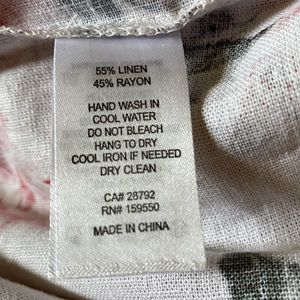 55% LINEN
45% RAYON
HAND WASH IN
COOL WATER
DO NOT BLEACH
HANG TO DRY
COOL IRON IF NEEDED
DRY CLEAN
CA# 28792
RN# 159550
MADE IN CHINA